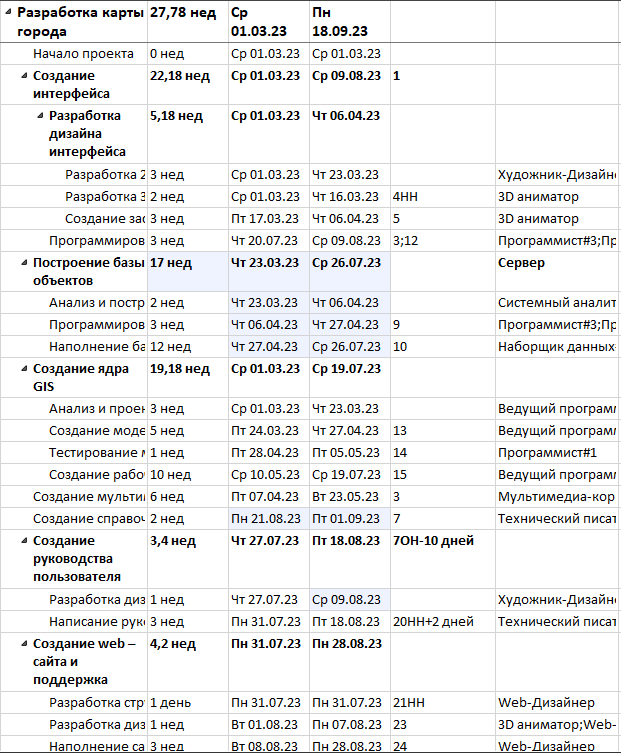 Разработка карты города 27,78 нед Ср 01.03.23 Пн 18.09.23
Начало проекта 0 нед Ср 01.03.23 Ср 01.03.23
Создание интерфейса 22,18 нед Ср 01.03.23 Ср 09.08.23 1
Разработка дизайна интерфейса 5,18 нед Ср 01.03.23 Чт 06.04.23
Разработка 2 3 нед Ср 01.03.23 Чт 23.03.23 Художник-Дизайне
Разработка 3 2 нед Ср 01.03.23 Чт 16.03.23 4НН 3D аниматор
Создание зас 3 нед Пт 17.03.23 Чт 06.04.23 5 3D аниматор
Программиров 3 нед Чт 20.07.23 Ср 09.08.23 3;12 Программист#3;Пр
Построение базы объектов 17 нед Чт 23.03.23 Ср 26.07.23 Сервер
Анализ и постр 2 нед Чт 23.03.23 Чт 06.04.23 Системный аналит
Программиров 3 нед Чт 06.04.23 Чт 27.04.23 9 Программист#3;Пр
Наполнение ба 12 нед Чт 27.04.23 Ср 26.07.23 10 Наборщик данных-
Создание ядра GIS 19,18 нед Ср 01.03.23 Ср 19.07.23
Анализ и проен 3 нед Ср 01.03.23 Чт 23.03.23 Ведущий программ
Создание моде 5 нед Пт 24.03.23 Чт 27.04.23 13 Ведущий программ
Тестирование м 1 нед Пт 28.04.23 Пт 05.05.23 14 Программист#1
Создание рабо 10 нед Ср 10.05.23 Ср 19.07.23 15 Ведущий программ
Создание мульти 6 нед Пт 07.04.23 Вт 23.05.23 3 Мультимедиа-кор
Создание справоч 2 нед Пн 21.08.23 Пт 01.09.23 7 Технический писат
Создание руководства пользователя 3,4 нед Чт 27.07.23 Пт 18.08.23 7ОН-10 дней
Разработка диз 1 нед Чт 27.07.23 Ср 09.08.23 Художник-Дизайне
Написание рукс 3 нед Пн 31.07.23 Пт 18.08.23 20НН+2 дней Технический писат
Создание web – сайта и поддержка 4,2 нед Пн 31.07.23 Пн 28.08.23
Разработка стр 1 день Пн 31.07.23 Пн 31.07.23 21НН Web-Дизайнер
Разработка диз 1 нед Вт 01.08.23 Пн 07.08.23 23 3D аниматор;Web-
Наполнение са 3 нед Вт 08.08.23 Пн 28.08.23 24 Web-Дизайнер